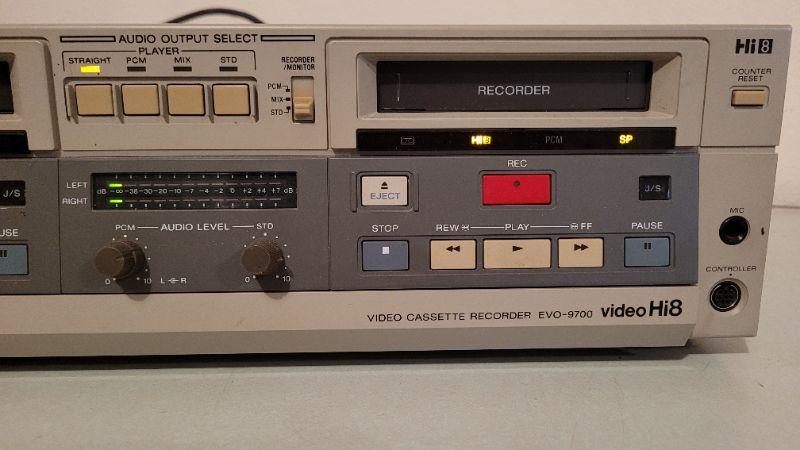 AUDIO OUTPUT SELECT
PLAYER
STRAIGHT PCM MIX STD
RECORDER
/MONITOR
PCM
MIX
STD
RECORDER
Hi8
COUNTER
RESET
Hi8 PCM SP
J/S
LEFT
dB -∞ -36 -30 -20 -10 -7 -4 -2 0 +2 +4 +7 dB
RIGHT
EJECT
REC
J/S
MIC
USE
PCM AUDIO LEVEL STD
0 10 L R 0 10
STOP REW PLAY FF PAUSE
CONTROLLER
VIDEO CASSETTE RECORDER EVO-9700 video Hi8